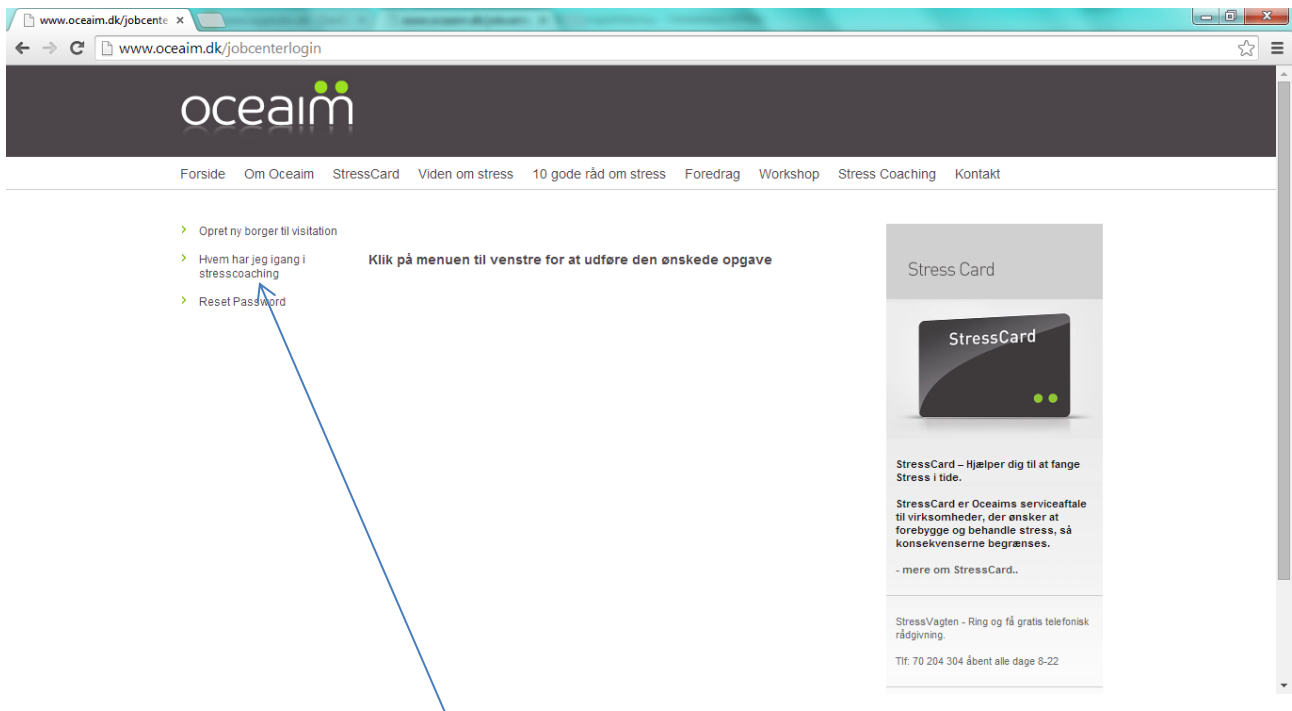 www.oceaim.dk/jobcente
www.oceaim.dk/jobcenterlogin
oceaim
Forside Om Oceaim StressCard Viden om stress 10 gode råd om stress Foredrag Workshop Stress Coaching Kontakt
Opret ny borger til visitation
Hvem har jeg igang i
stresscoaching
Reset Password
Klik på menuen til venstre for at udføre den ønskede opgave
Stress Card
StressCard
StressCard – Hjælper dig til at fange
Stress i tide.
StressCard er Oceaims serviceaftale
til virksomheder, der ønsker at
forebygge og behandle stress, så
konsekvenserne begrænses.
- mere om StressCard..
StressVagten - Ring og få gratis telefonisk
rådgivning.
Tlf: 70 204 304 åbent alle dage 8-22